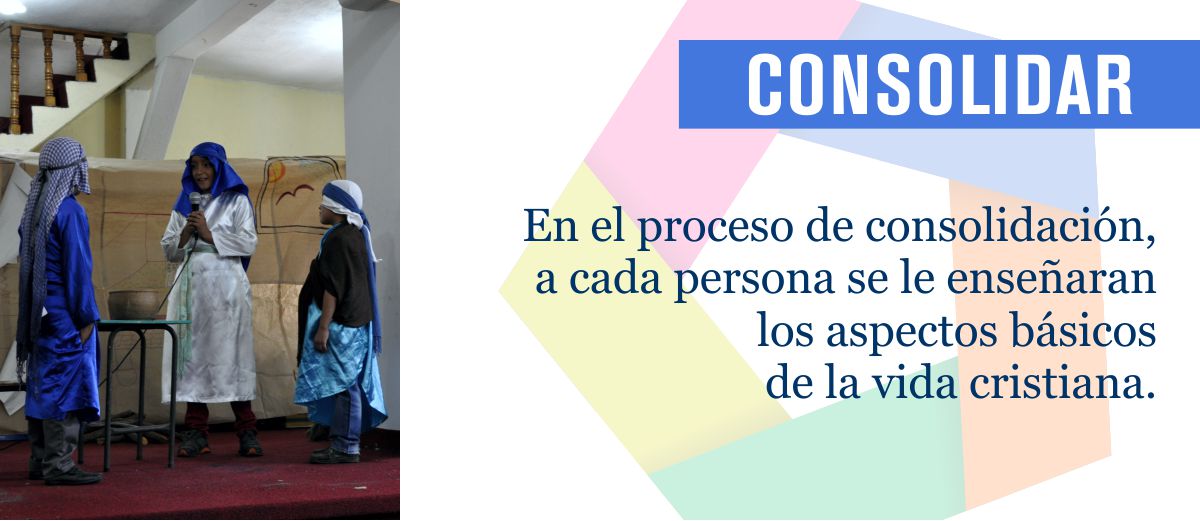 CONSOLIDAR
En el proceso de consolidación,
a cada persona se le enseñaran
los aspectos básicos
de la vida cristiana.